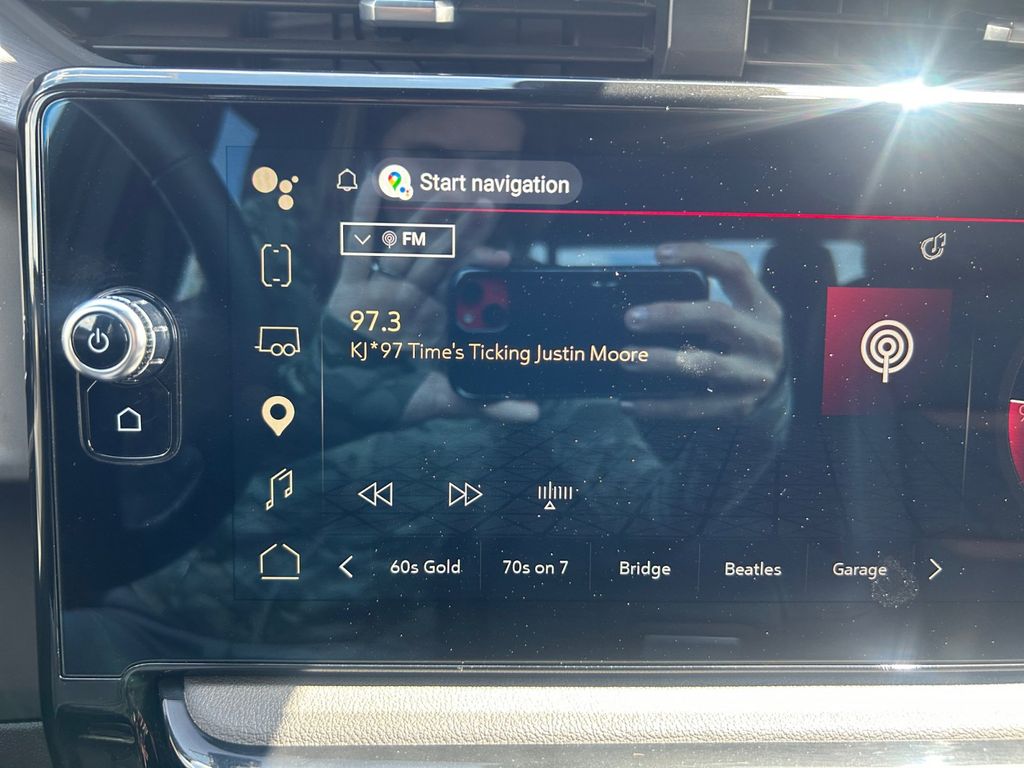 Start navigation
FM
97.3
KJ*97 Time's Ticking Justin Moore
60s Gold 70s on 7 Bridge Beatles Garage